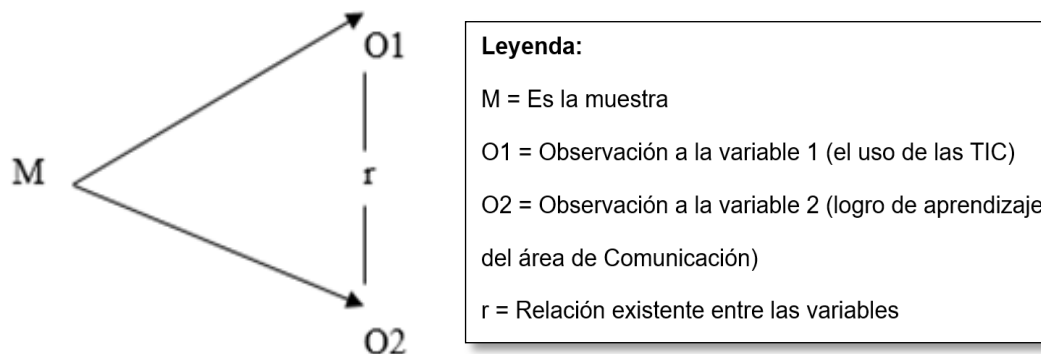 O1
M
r
O2
Leyenda:
M = Es la muestra
O1 = Observación a la variable 1 (el uso de las TIC)
O2 = Observación a la variable 2 (logro de aprendizaje
del área de Comunicación)
r = Relación existente entre las variables